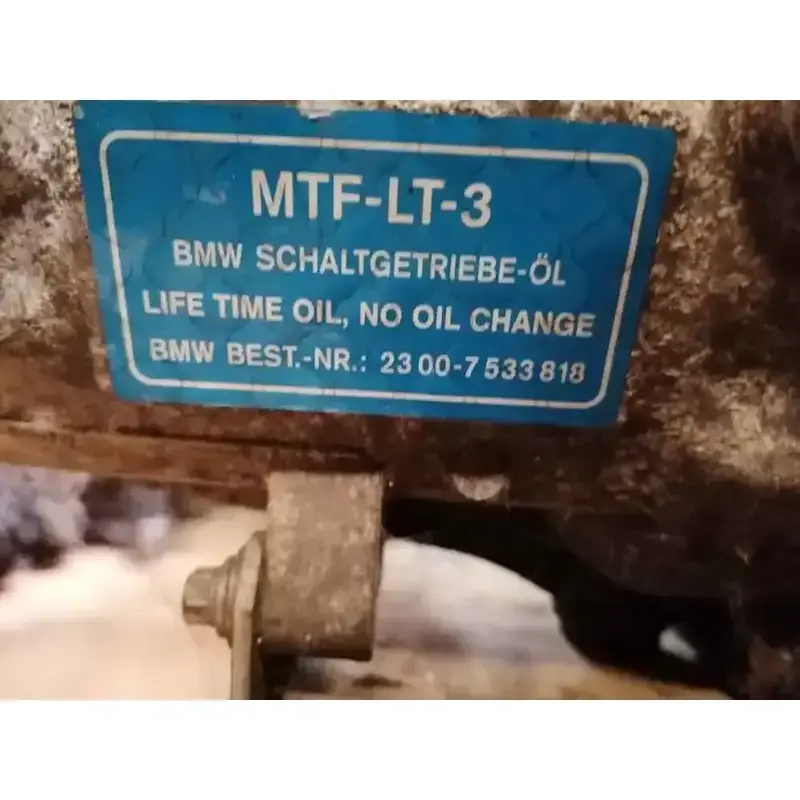 MTF-LT-3
BMW SCHALTGETRIEBE-ÖL
LIFE TIME OIL, NO OIL CHANGE
BMW BEST.-NR.: 23 00-7 533 818